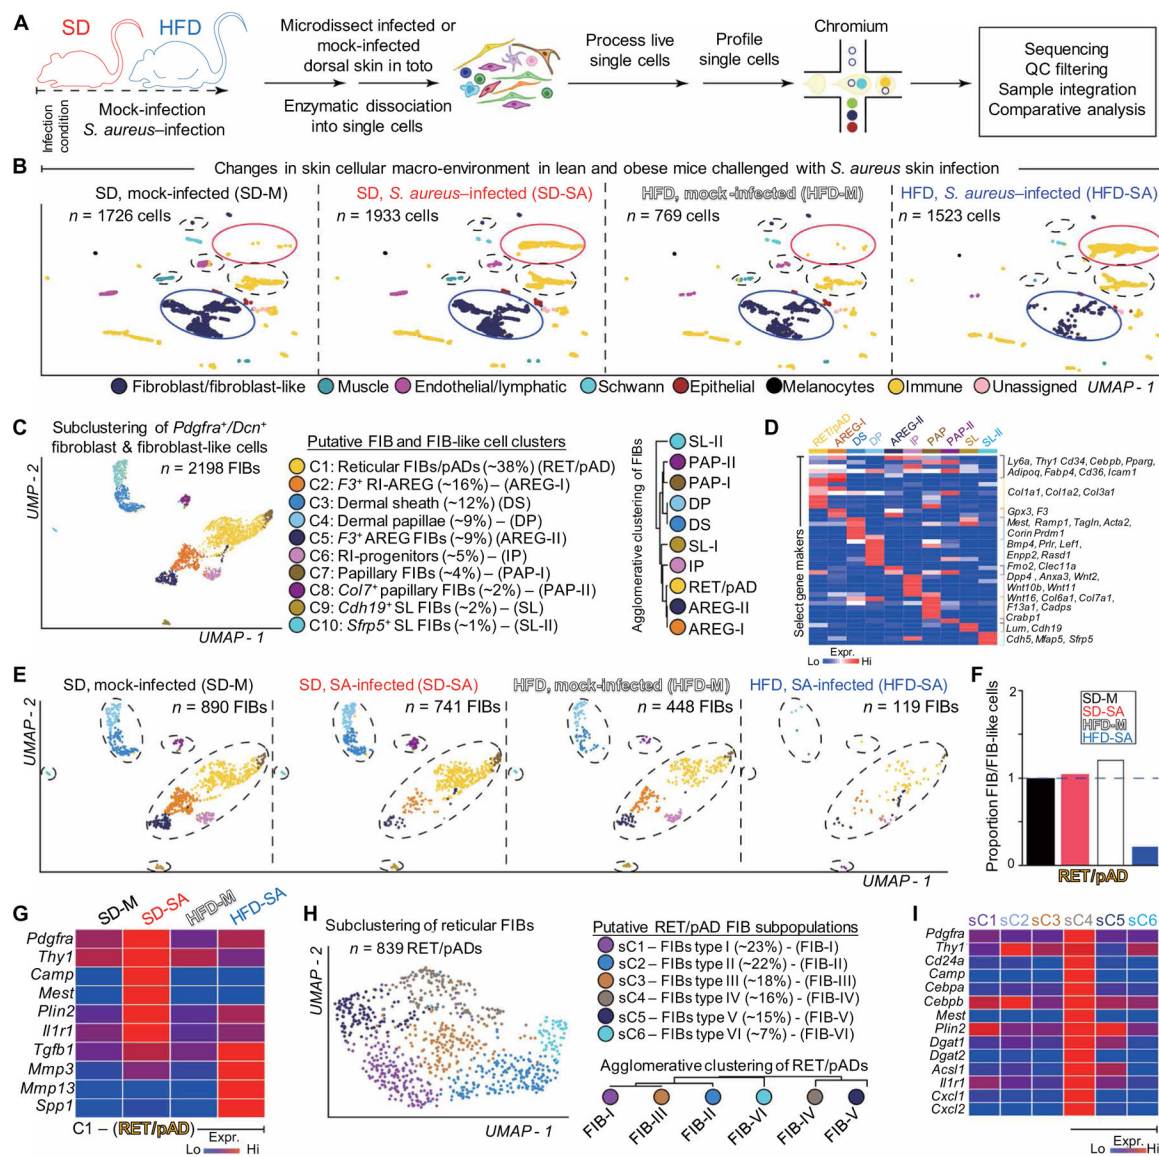 A
SD
HFD
Infection
condition
Mock-infection
S. aureus–infection
Microdissect infected or
mock-infected
dorsal skin in toto
Enzymatic dissociation
into single cells
Process live
single cells
Profile
single cells
Chromium
Sequencing
QC filtering
Sample integration
Comparative analysis
B
Changes in skin cellular macro-environment in lean and obese mice challenged with S. aureus skin infection
SD, mock-infected (SD-M)
n = 1726 cells
SD, S. aureus–infected (SD-SA)
n = 1933 cells
HFD, mock-infected (HFD-M)
n = 769 cells
HFD, S. aureus–infected (HFD-SA)
n = 1523 cells
UMAP - 2
Fibroblast/fibroblast-like
Muscle
Endothelial/lymphatic
Schwann
Epithelial
Melanocytes
Immune
Unassigned
UMAP - 1
C
Subclustering of Pdgfra+/Dcn+
fibroblast & fibroblast-like cells
n = 2198 FIBs
UMP - 2
UMAP - 1
Putative FIB and FIB-like cell clusters
C1: Reticular FIBs/pADs (~38%) (RET/pAD)
C2: F3+ RI-AREG (~16%) – (AREG-I)
C3: Dermal sheath (~12%) (DS)
C4: Dermal papillae (~9%) – (DP)
C5: F3+ AREG FIBs (~9%) (AREG-II)
C6: RI-progenitors (~5%) – (IP)
C7: Papillary FIBs (~4%) – (PAP-I)
C8: Col7+ papillary FIBs (~2%) – (PAP-II)
C9: Cdh19+ SL FIBs (~2%) – (SL)
C10: Sfrp5+ SL FIBs (~1%) – (SL-II)
Agglomerative clustering of FIBs
SL-II
PAP-II
PAP-I
DP
DS
SL-I
IP
RET/pAD
AREG-II
AREG-I
D
RET/pAD
AREG-I
DS
DP
AREG-II
IP
PAP
PAP-II
SL
SL-II
Select gene makers
Ly6a, Thy1 Cd34, Cebpb, Pparg,
Adipoq, Fabp4, Cd36, Icam1
Col1a1, Col1a2, Col3a1
Gpx3, F3
Mest, Ramp1, Tagln, Acta2,
Corin Prdm1
Bmp4, Prlr, Lef1,
Enpp2, Rasd1
Fmo2, Clec11a
Dpp4, Anxa3, Wnt2,
Wnt10b, Wnt11
Wnt16, Col6a1, Col7a1,
F13a1, Cadps
Crabp1
Lum, Cdh19
Cdh5, Mfap5, Sfrp5
Expr.
Lo
Hi
E
SD, mock-infected (SD-M)
n = 890 FIBs
SD, SA-infected (SD-SA)
n = 741 FIBs
HFD, mock-infected (HFD-M)
n = 448 FIBs
HFD, SA-infected (HFD-SA)
n = 119 FIBs
UMAP - 2
UMAP - 1
F
Proportion FIB/FIB-like cells
2
1
0
SD-M
SD-SA
HFD-M
HFD-SA
RET/pAD
G
SD-M
SD-SA
HFD-M
HFD-SA
Pdgfra
Thy1
Camp
Mest
Plin2
Il1r1
Tgfb1
Mmp3
Mmp13
Spp1
C1 – (RET/pAD)
Expr.
Lo
Hi
H
Subclustering of reticular FIBs
n = 839 RET/pADs
UMAP - 2
UMAP - 1
Putative RET/pAD FIB subpopulations
sC1 – FIBs type I (~23%) - (FIB-I)
sC2 – FIBs type II (~22%) - (FIB-II)
sC3 – FIBs type III (~18%) - (FIB-III)
sC4 – FIBs type IV (~16%) - (FIB-IV)
sC5 – FIBs type V (~15%) - (FIB-V)
sC6 – FIBs type VI (~7%) - (FIB-VI)
Agglomerative clustering of RET/pADs
FIB-I
FIB-III
FIB-II
FIB-VI
FIB-IV
FIB-V
I
sC1
sC2
sC3
sC4
sC5
sC6
Pdgfra
Thy1
Cd24a
Camp
Cebpa
Cebpb
Mest
Plin2
Dgat1
Dgat2
Acsl1
Il1r1
Cxcl1
Cxcl2
Expr.
Lo
Hi